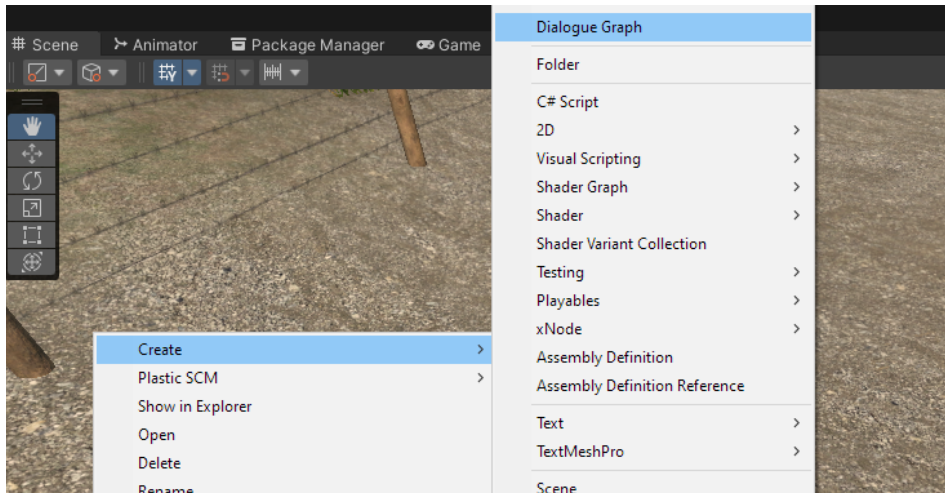 Scene
Animator
Package Manager
Game
Dialogue Graph
Folder
C# Script
2D
Visual Scripting
Shader Graph
Shader
Shader Variant Collection
Testing
Playables
xNode
Assembly Definition
Assembly Definition Reference
Text
TextMeshPro
Scene
Create
Plastic SCM
Show in Explorer
Open
Delete
Rename